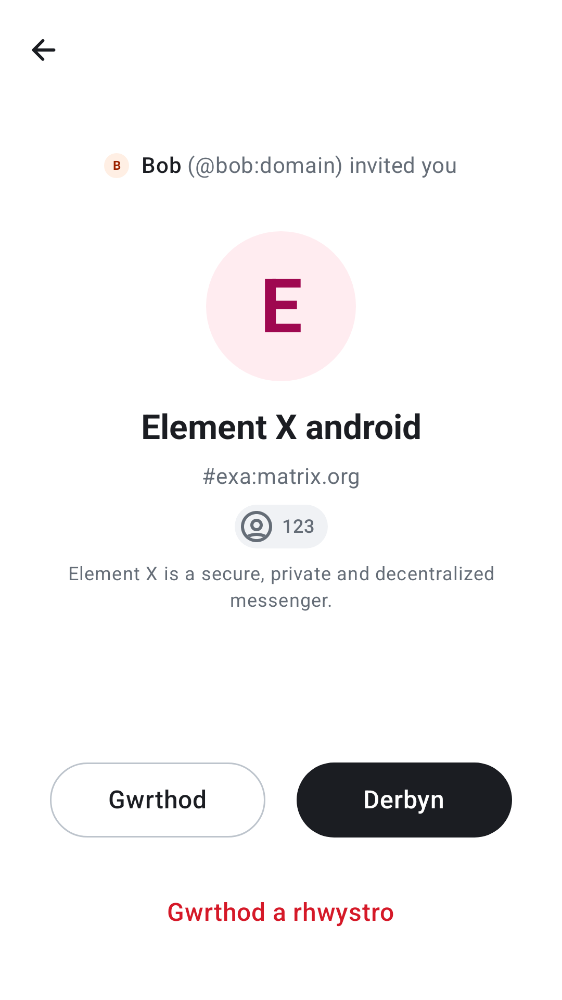 B Bob (@bob:domain) invited you
E
Element X android
#exa:matrix.org
123
Element X is a secure, private and decentralized
messenger.
Gwrthod Derbyn
Gwrthod a rhwystro